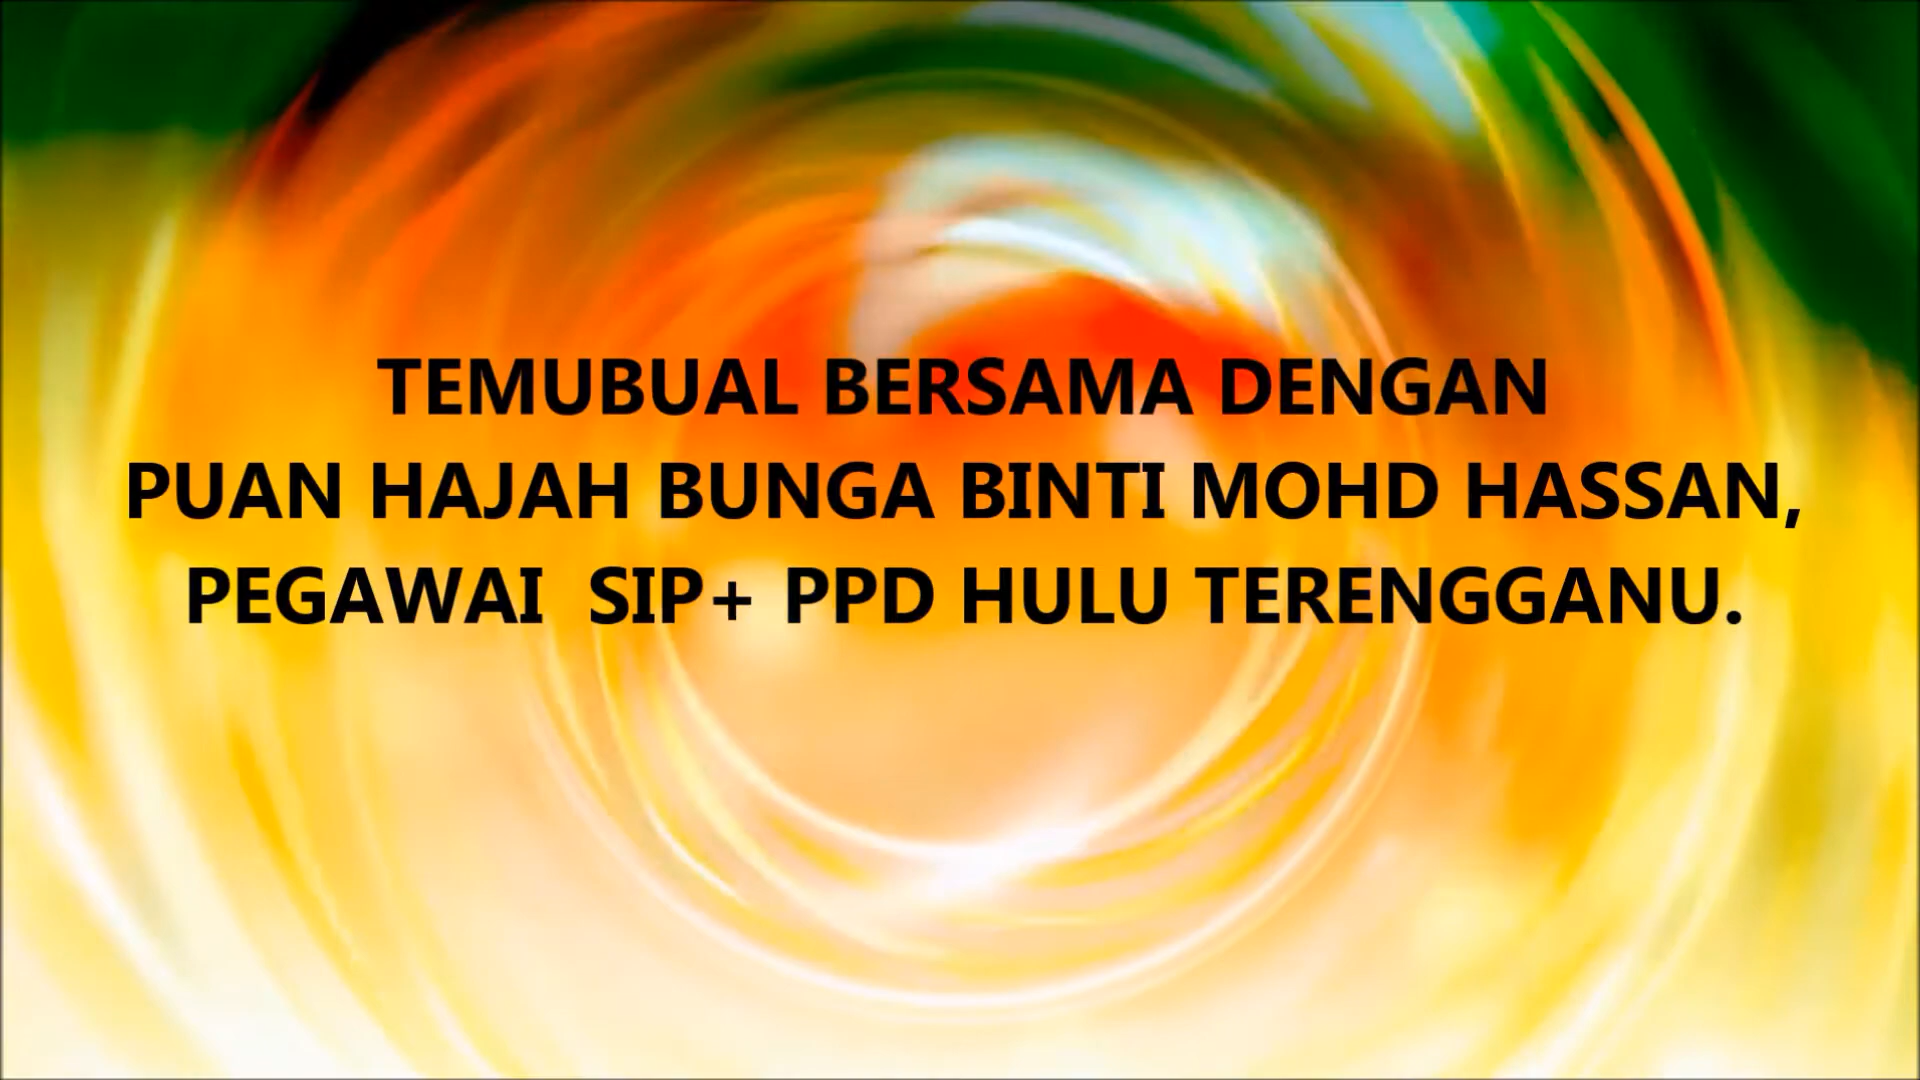 TEMUBUAL BERSAMA DENGAN
PUAN HAJAH BUNGA BINTI MOHD HASSAN,
PEGAWAI  SIP+ PPD HULU TERENGGANU.